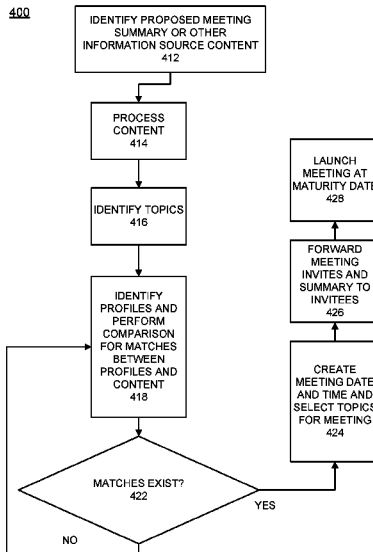 400
IDENTIFY PROPOSED MEETING
SUMMARY OR OTHER
INFORMATION SOURCE CONTENT
412
PROCESS
CONTENT
414
IDENTIFY TOPICS
416
IDENTIFY
PROFILES AND
PERFORM
COMPARISON
FOR MATCHES
BETWEEN
PROFILES AND
CONTENT
418
MATCHES EXIST?
422
YES
NO
CREATE
MEETING DATE
AND TIME AND
SELECT TOPICS
FOR MEETING
424
FORWARD
MEETING
INVITES AND
SUMMARY TO
INVITEES
426
LAUNCH
MEETING AT
MATURITY DATE
428